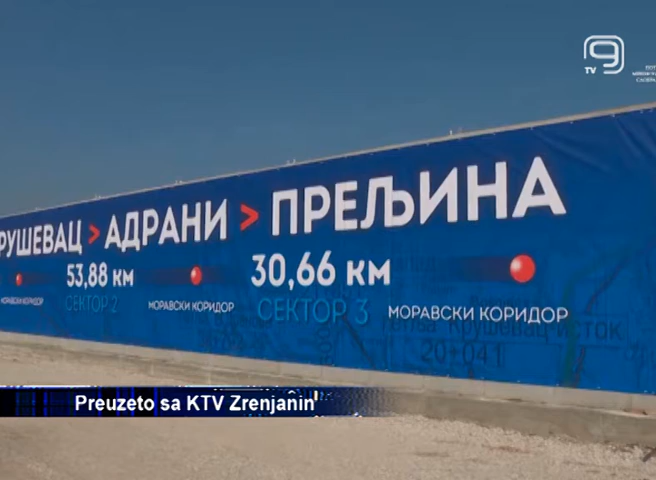 9
TV
РУШЕВАЦ > АДРАНИ > ПРЕЉИНА
53,88 км
30,66 км
СЕКТОР 2
СЕКТОР 3
МОРАВСКИ КОРИДОР
МОРАВСКИ КОРИДОР
МОРАВСКИ КОРИДОР
Крушевац исток
20+041
Preuzeto sa KTV Zrenjanin